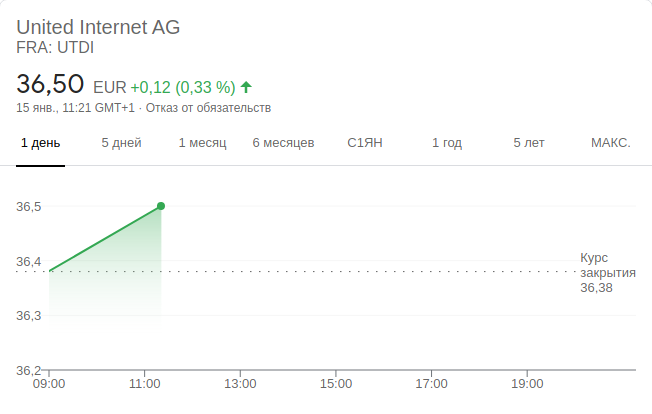 United Internet AG
FRA: UTDI
36,50 EUR +0,12 (0,33 %)
15 янв., 11:21 GMT+1 · Отказ от обязательств
1 день 5 дней 1 месяц 6 месяцев С1ЯН 1 год 5 лет МАКС.
36,5
36,4
Курс
закрытия
36,38
36,3
36,2
09:00 11:00 13:00 15:00 17:00 19:00